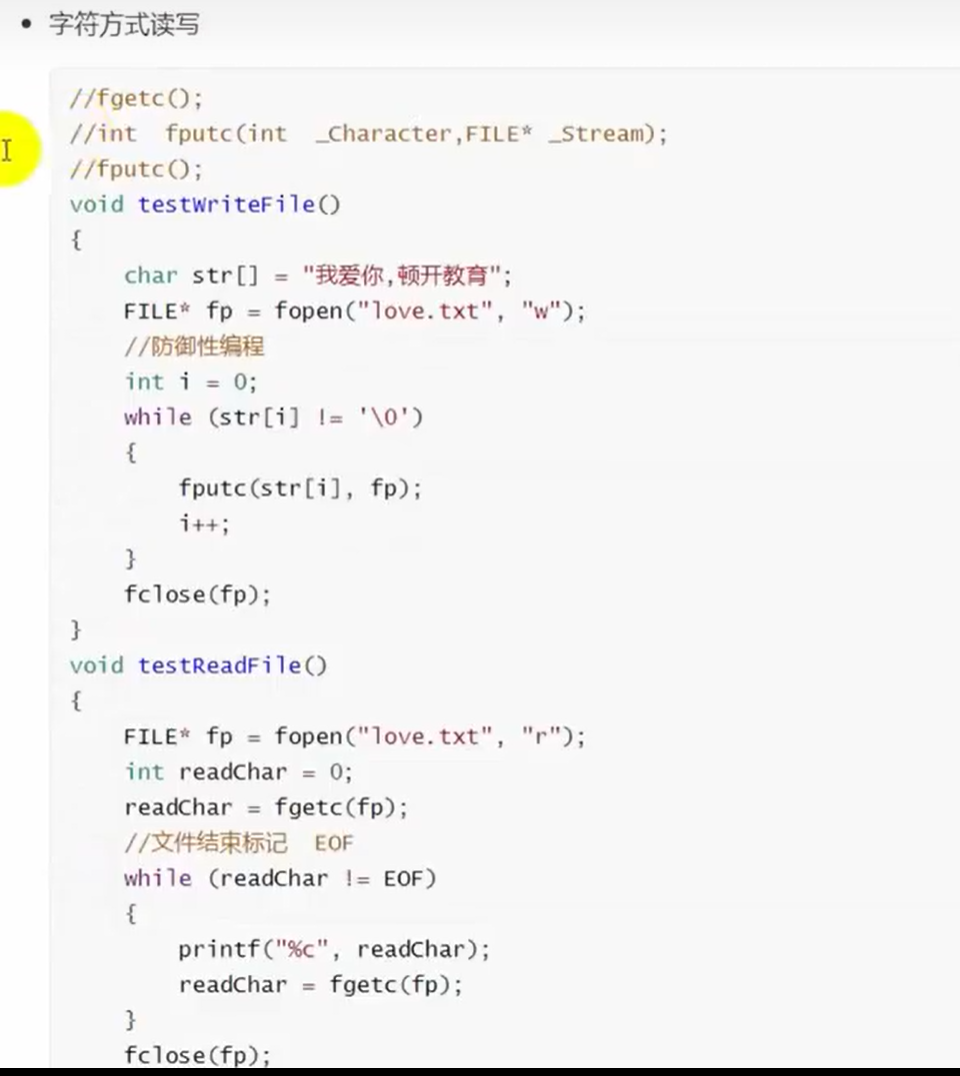 • 字符方式读写
//fgetc();
//int  fputc(int  _Character,FILE* _Stream);
//fputc();
void testWriteFile()
{
    char str[] = "我爱你,顿开教育";
    FILE* fp = fopen("love.txt", "w");
    //防御性编程
    int i = 0;
    while (str[i] != '\0')
    {
        fputc(str[i], fp);
        i++;
    }
    fclose(fp);
}
void testReadFile()
{
    FILE* fp = fopen("love.txt", "r");
    int readChar = 0;
    readChar = fgetc(fp);
    //文件结束标记  EOF
    while (readChar != EOF)
    {
        printf("%c", readChar);
        readChar = fgetc(fp);
    }
    fclose(fp);